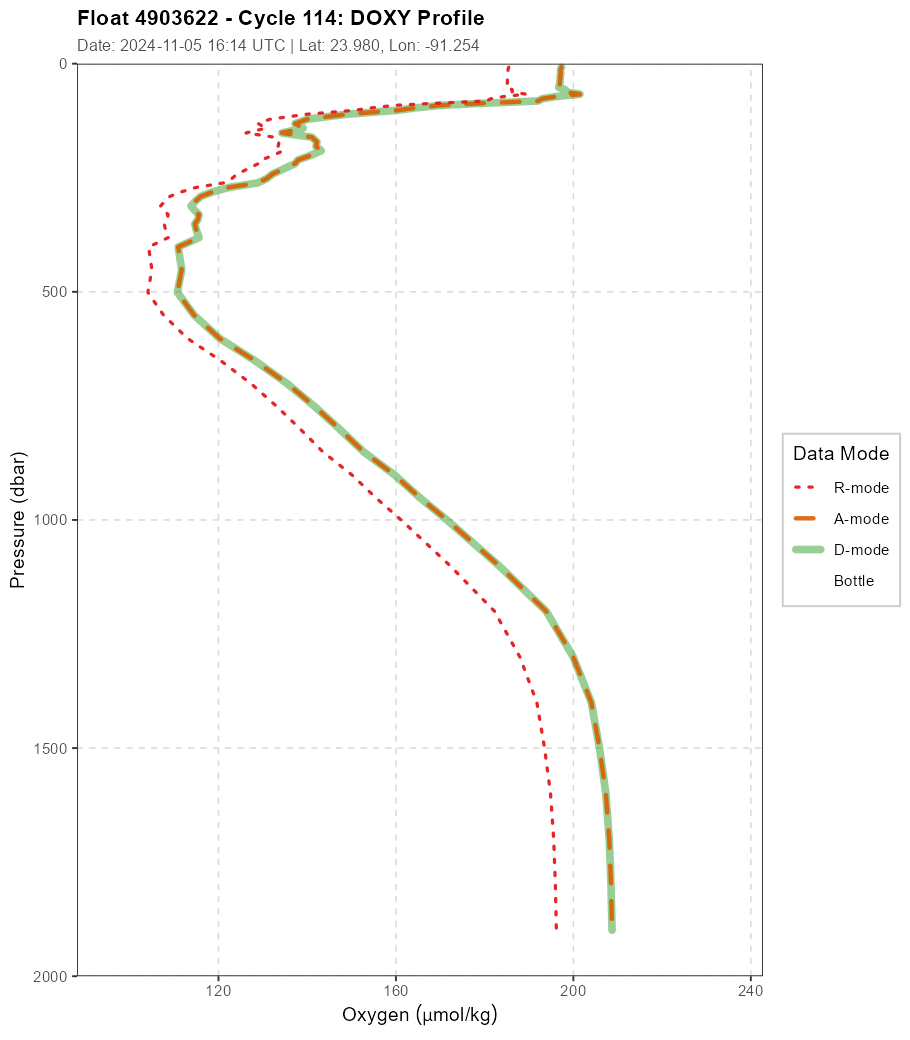 Float 4903622 - Cycle 114: DOXY Profile
Date: 2024-11-05 16:14 UTC | Lat: 23.980, Lon: -91.254
0
500
1000
1500
2000
Pressure (dbar)
120 160 200 240
Oxygen (μmol/kg)
Data Mode
R-mode
A-mode
D-mode
Bottle